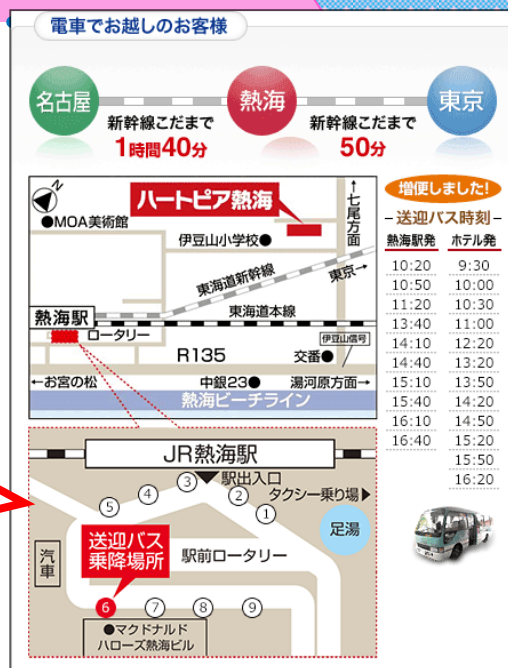 電車でお越しのお客様
名古屋
熱海
東京
新幹線こだまで
1時間40分
新幹線こだまで
50分
N
ハートピア熱海
●MOA美術館
伊豆山小学校●
↑七尾方面
東海道新幹線
東京→
東海道本線
熱海駅
ロータリー
伊豆山信号
R135
交番●
←お宮の松
中銀23●
湯河原方面→
熱海ビーチライン
増便しました!
−送迎バス時刻−
熱海駅発 ホテル発
10:20 9:30
10:50 10:00
11:20 10:30
13:40 11:00
14:10 12:20
14:40 13:20
15:10 13:50
15:40 14:20
16:10 14:50
16:40 15:20
15:50
16:20
JR熱海駅
駅出入口
タクシー乗り場▶
③
④
⑤
②
①
足湯
送迎バス
乗降場所
駅前ロータリー
汽車
6
⑦
⑧
⑨
●マクドナルド
ハローズ熱海ビル